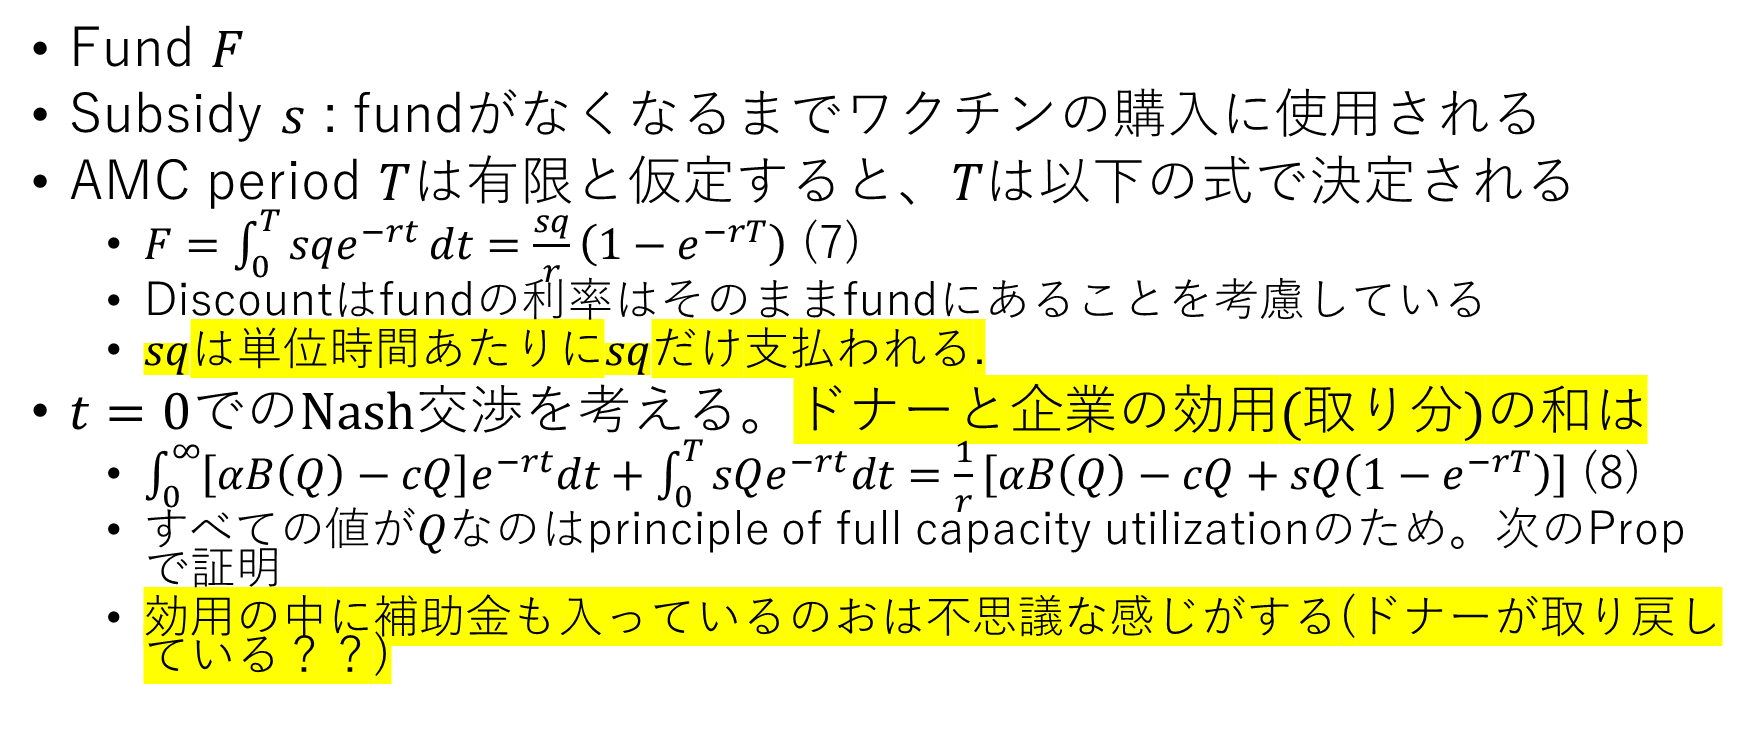 • Fund F
• Subsidy s : fundがなくなるまでワクチンの購入に使用される
• AMC period Tは有限と仮定すると、Tは以下の式で決定される
• F = ∫₀ᵀ sqe^{−rt} dt = \frac{sq}{r}(1 − e^{−rT}) (7)
• Discountはfundの利率はそのままfundにあることを考慮している
• sqは単位時間あたりにsqだけ支払われる.
• t = 0でのNash交渉を考える。ドナーと企業の効用(取り分)の和は
• ∫₀^∞[αB(Q) − cQ]e^{−rt}dt + ∫₀ᵀ sQe^{−rt}dt = \frac{1}{r}[αB(Q) − cQ + sQ(1 − e^{−rT})] (8)
• すべての値がQなのはprinciple of full capacity utilizationのため。次のProp
で証明
• 効用の中に補助金も入っているのおは不思議な感じがする(ドナーが取り戻し
ている？？)